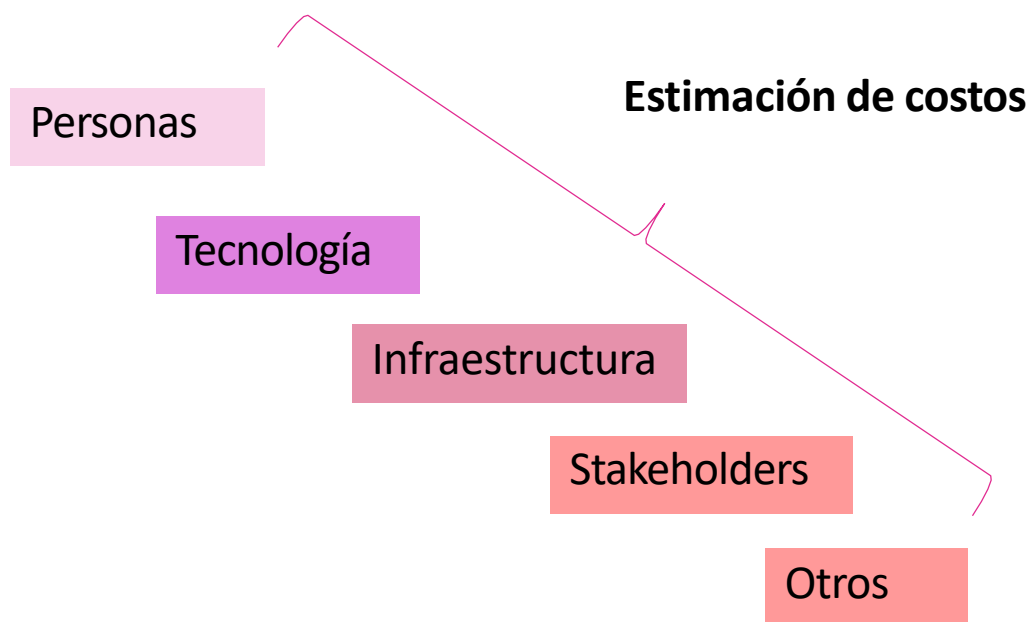 Estimación de costos
Personas
Tecnología
Infraestructura
Stakeholders
Otros